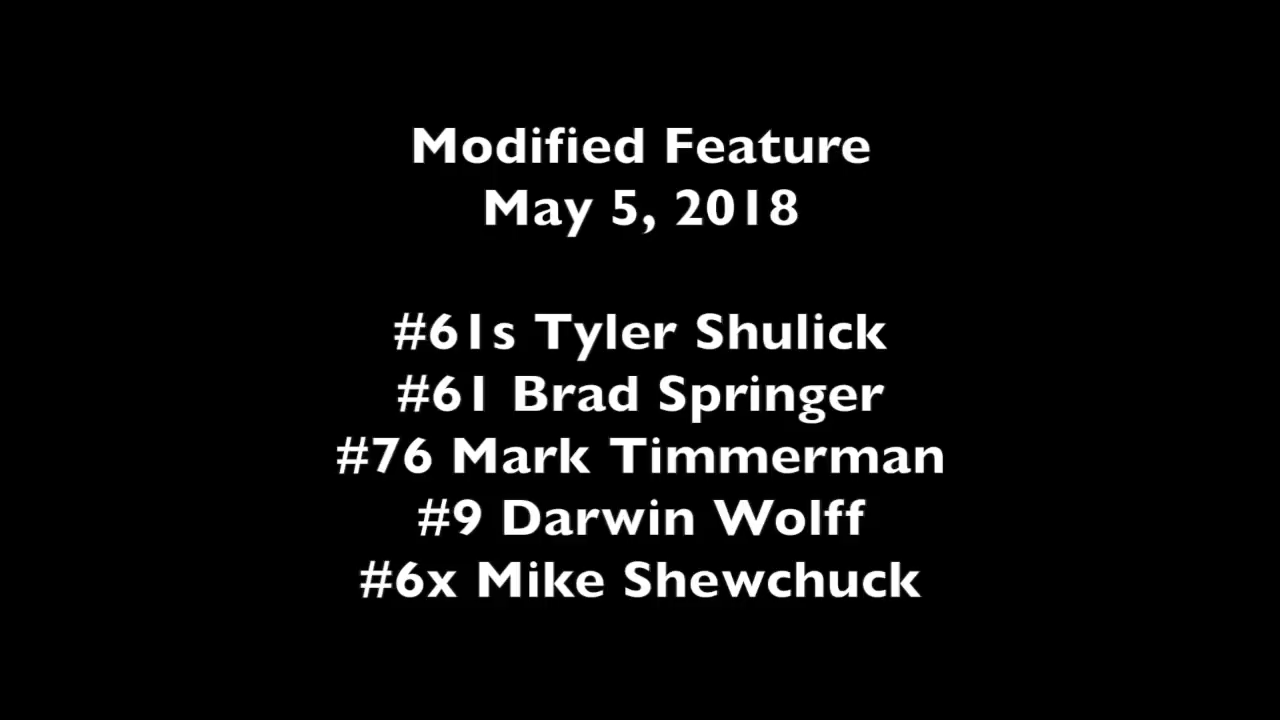 Modified Feature
May 5, 2018
#61s Tyler Shulick
#61 Brad Springer
#76 Mark Timmerman
#9 Darwin Wolff
#6x Mike Shewchuck